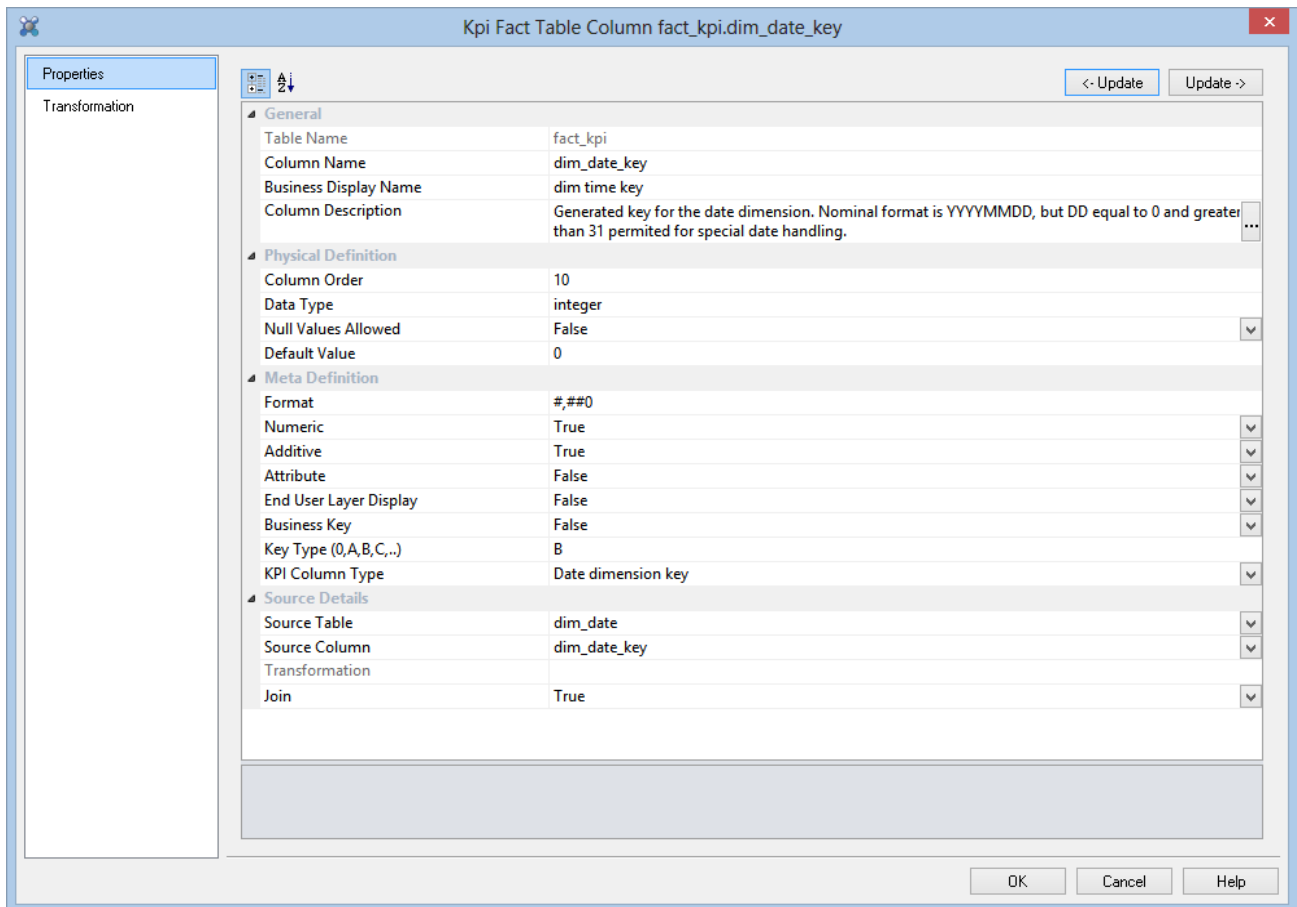 Kpi Fact Table Column fact_kpi.dim_date_key
Properties
Transformation
<- Update Update ->
General
Table Name fact_kpi
Column Name dim_date_key
Business Display Name dim time key
Column Description Generated key for the date dimension. Nominal format is YYYYMMDD, but DD equal to 0 and greater
than 31 permited for special date handling.
...
Physical Definition
Column Order 10
Data Type integer
Null Values Allowed False
Default Value 0
Meta Definition
Format #,##0
Numeric True
Additive True
Attribute False
End User Layer Display False
Business Key False
Key Type (0,A,B,C,..) B
KPI Column Type Date dimension key
Source Details
Source Table dim_date
Source Column dim_date_key
Transformation
Join True
OK Cancel Help